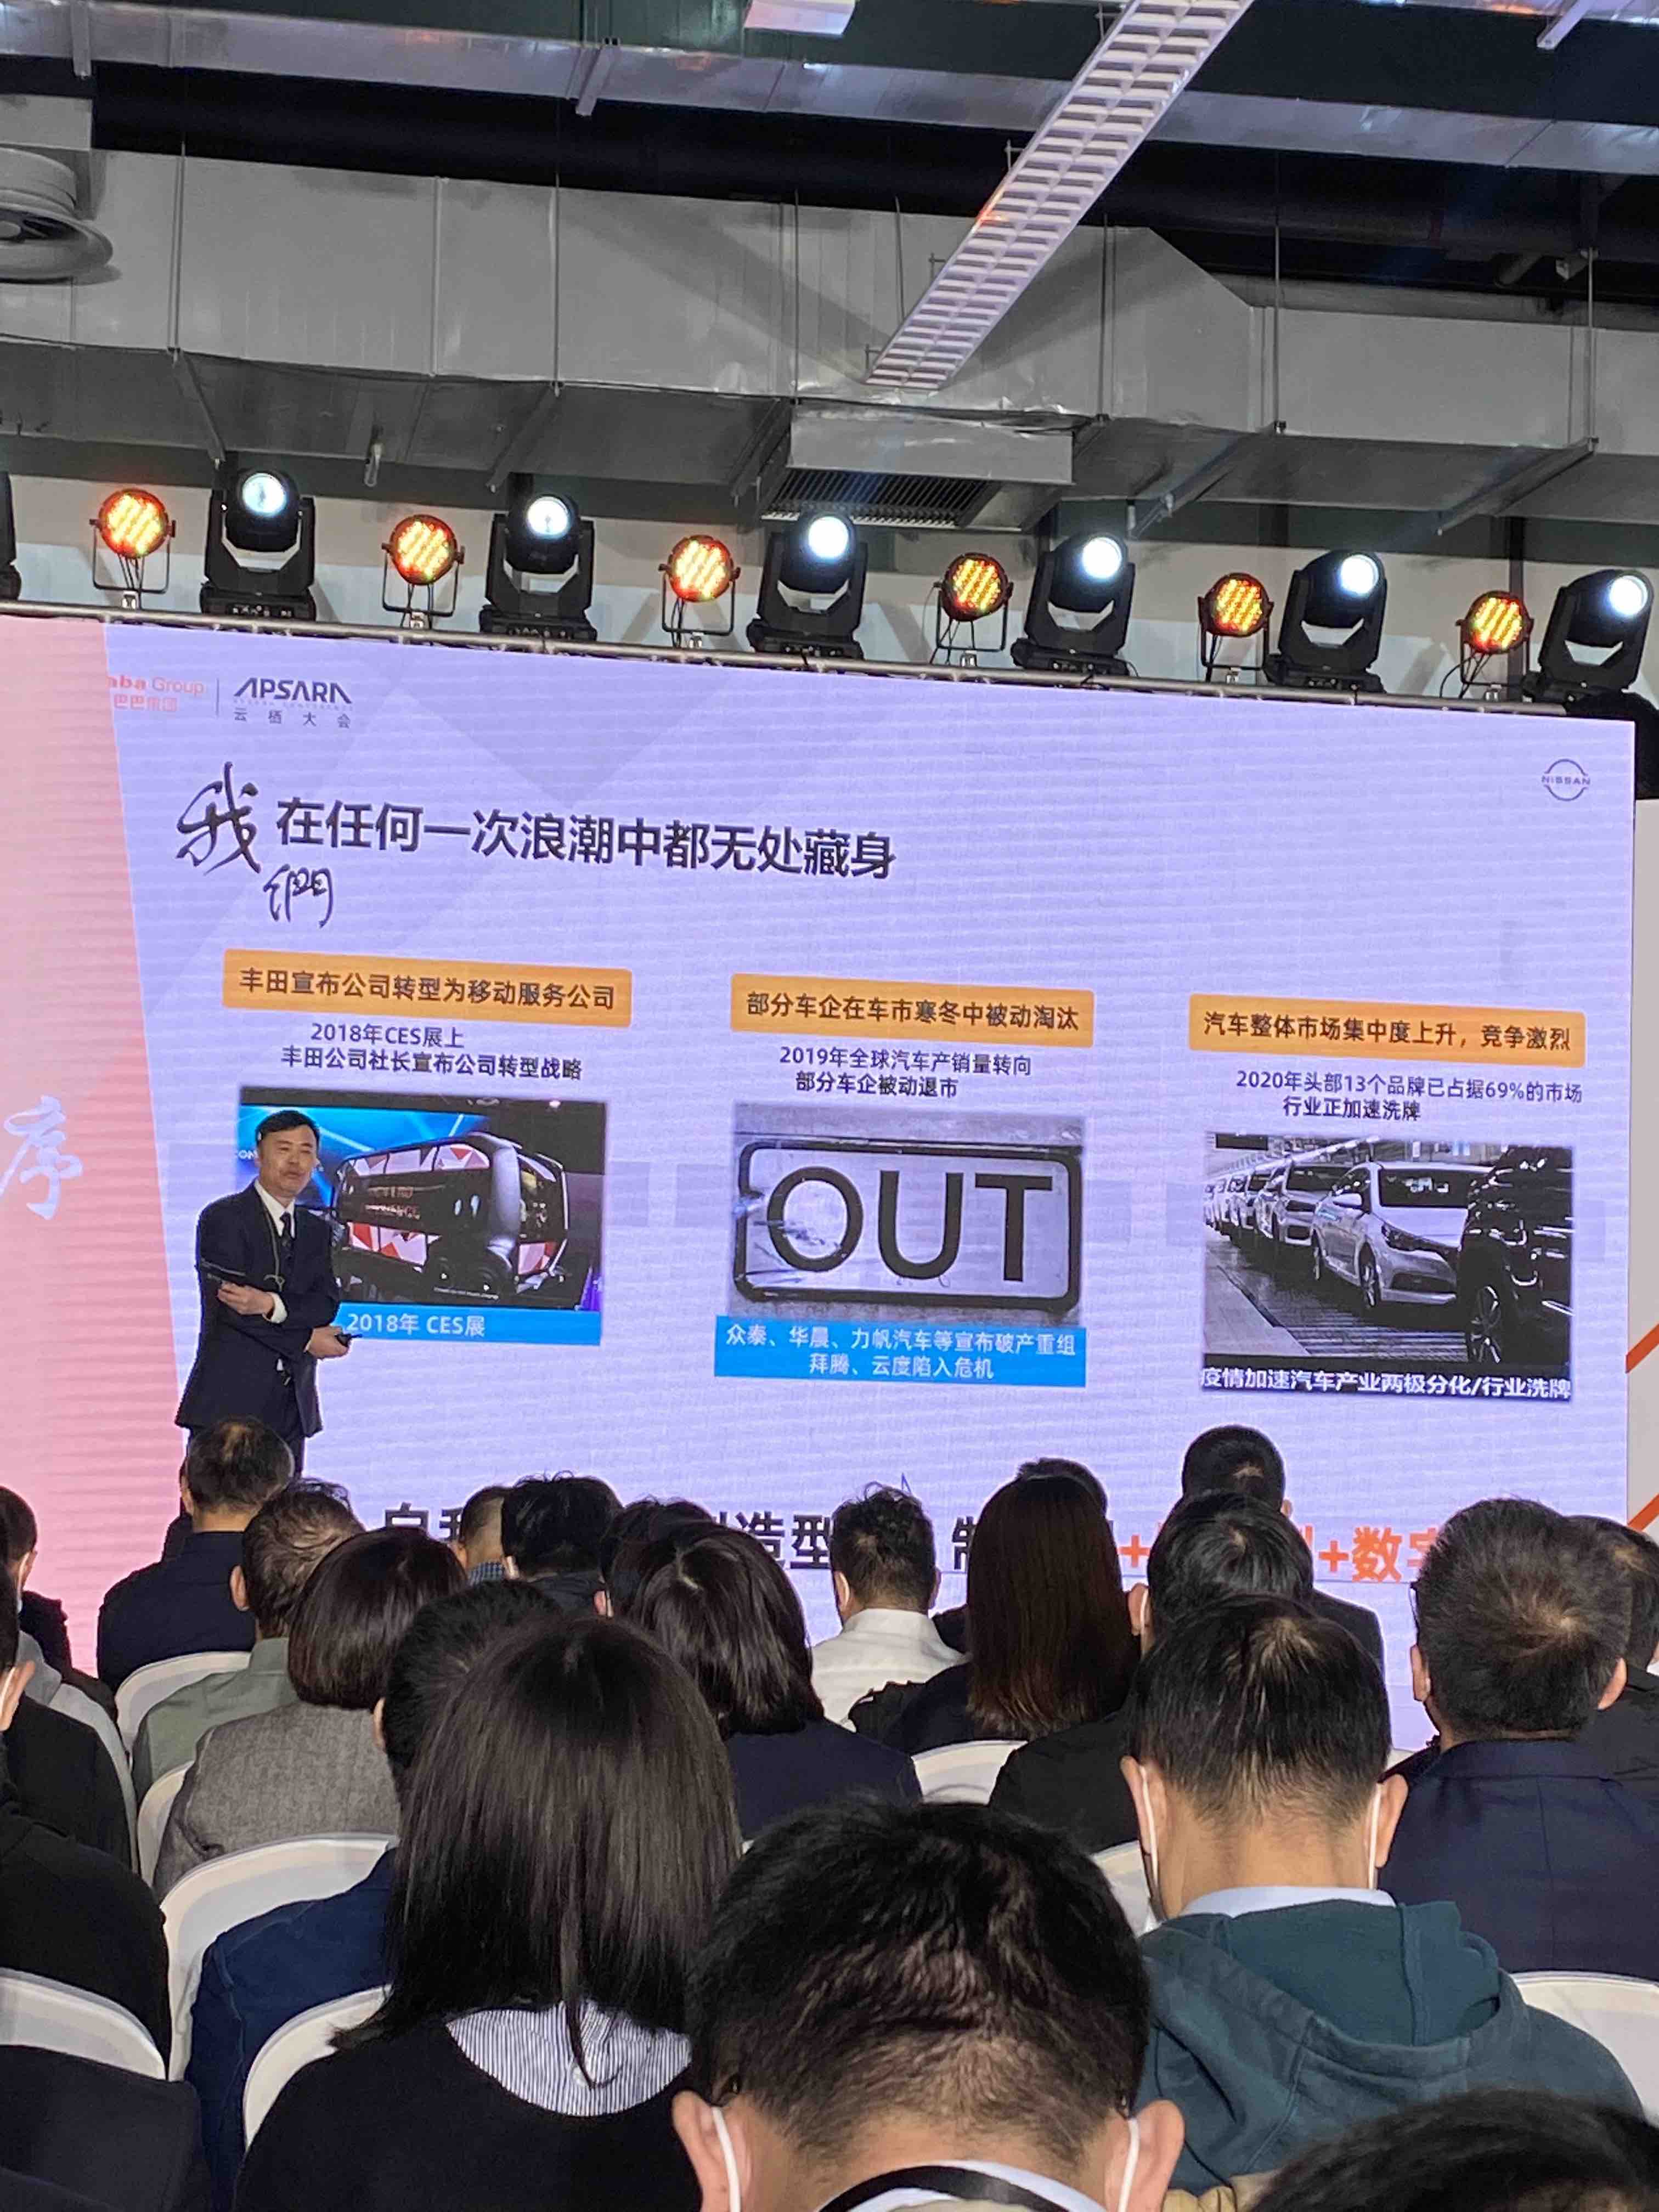 aba Group
巴巴集团
APSARA
云栖大会
NISSAN
我在任何一次浪潮中都无处藏身
們
序
丰田宣布公司转型为移动服务公司
2018年CES展上
丰田公司社长宣布公司转型战略
2018年 CES展
部分车企在车市寒冬中被动淘汰
2019年全球汽车产销量转向
部分车企被动退市
OUT
众泰、华晨、力帆汽车等宣布破产重组
拜腾、云度陷入危机
汽车整体市场集中度上升，竞争激烈
2020年头部13个品牌已占据69%的市场
行业正加速洗牌
疫情加速汽车产业两极分化/行业洗牌
造型
+数